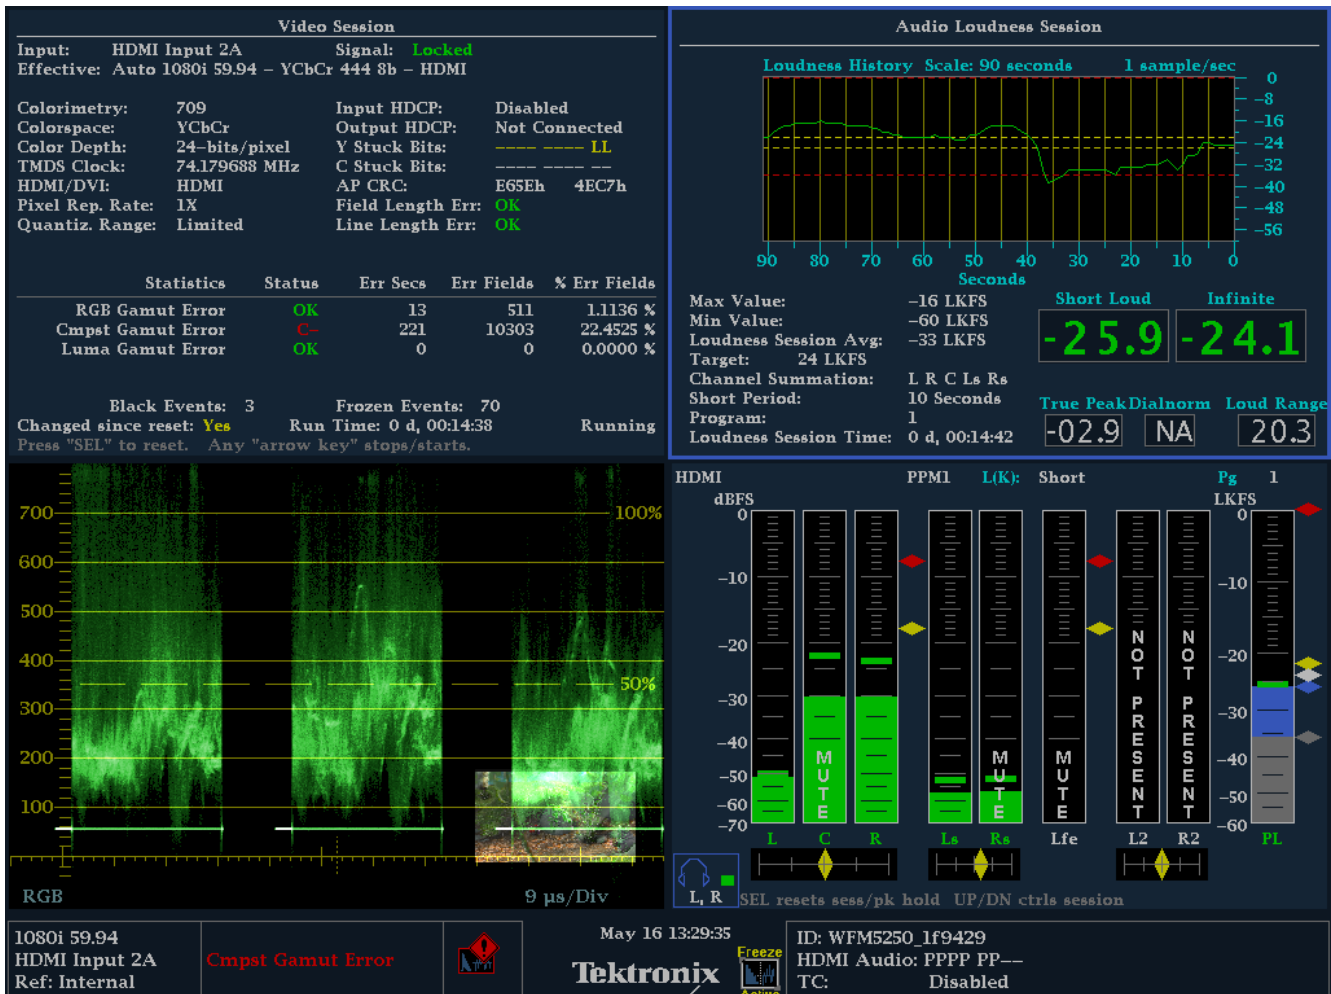 Video Session
Input: HDMI Input 2A Signal: Locked
Effective: Auto 1080i 59.94 – YCbCr 444 8b – HDMI
Colorimetry: 709 Input HDCP: Disabled
Colorspace: YCbCr Output HDCP: Not Connected
Color Depth: 24–bits/pixel Y Stuck Bits: –––– –––– LL
TMDS Clock: 74.179688 MHz C Stuck Bits: –––– –––– ––
HDMI/DVI: HDMI AP CRC: E65Eh 4EC7h
Pixel Rep. Rate: 1X Field Length Err: OK
Quantiz. Range: Limited Line Length Err: OK
Statistics Status Err Secs Err Fields % Err Fields
RGB Gamut Error OK 13 511 1.1136 %
Cmpst Gamut Error C– 221 10303 22.4525 %
Luma Gamut Error OK 0 0 0.0000 %
Black Events: 3 Frozen Events: 70
Changed since reset: Yes Run Time: 0 d, 00:14:38 Running
Press "SEL" to reset. Any "arrow key" stops/starts.
Audio Loudness Session
Loudness History Scale: 90 seconds 1 sample/sec
0
–8
–16
–24
–32
–40
–48
–56
90 80 70 60 50 40 30 20 10 0
Seconds
Max Value: –16 LKFS
Min Value: –60 LKFS
Loudness Session Avg: –33 LKFS
Target: 24 LKFS
Channel Summation: L R C Ls Rs
Short Period: 10 Seconds
Program: 1
Loudness Session Time: 0 d, 00:14:42
Short Loud Infinite
-25.9 -24.1
True Peak Dialnorm Loud Range
-02.9 NA 20.3
700 100%
600
500
400
50%
300
200
100
RGB 9 µs/Div
HDMI PPM1 L(K): Short Pg 1
dBFS LKFS
0 0
–10 –10
–20 –20
–30 –30
–40 –40
–50 –50
–60
–70 –60
MUTE MUTE MUTE NOT PRESENT NOT PRESENT
L C R Ls Rs Lfe L2 R2 PL
L, R
SEL resets sess/pk hold UP/DN ctrls session
1080i 59.94
HDMI Input 2A
Ref: Internal
Cmpst Gamut Error
May 16 13:29:35
Tektronix
Freeze
Active
ID: WFM5250_1f9429
HDMI Audio: PPPP PP––
TC: Disabled